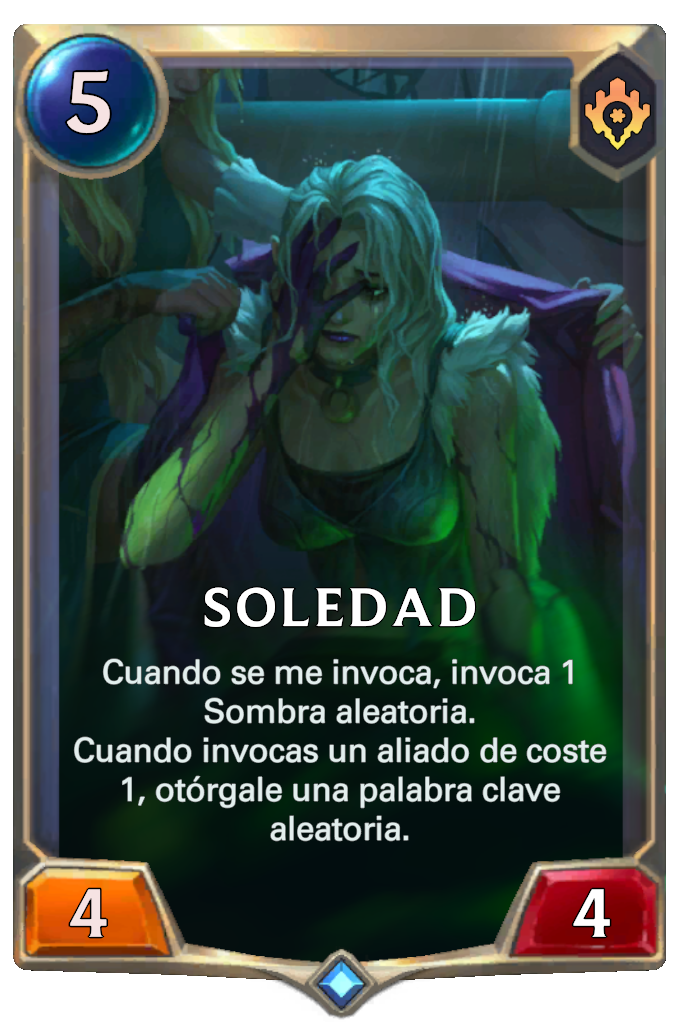 5
SOLEDAD
Cuando se me invoca, invoca 1
Sombra aleatoria.
Cuando invocas un aliado de coste
1, otórgale una palabra clave
aleatoria.
4
4